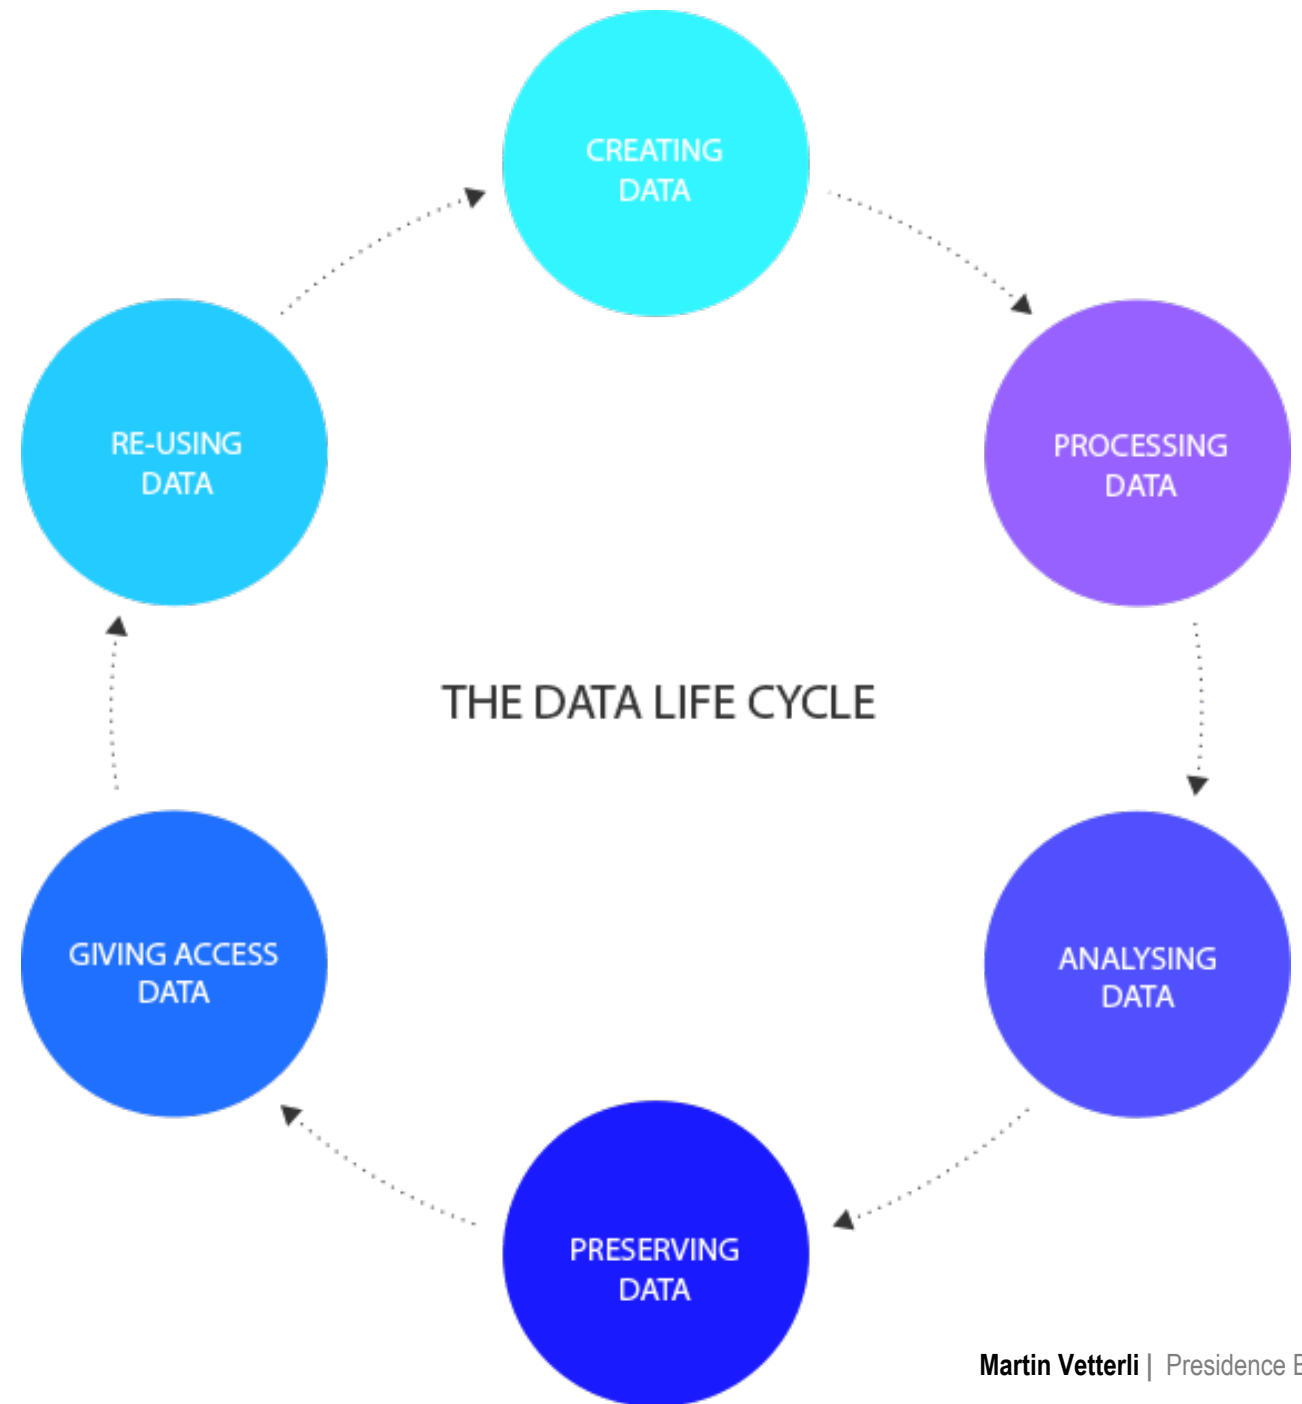 CREATING
DATA
PROCESSING
DATA
ANALYSING
DATA
PRESERVING
DATA
GIVING ACCESS
DATA
RE-USING
DATA
THE DATA LIFE CYCLE
Martin Vetterli | Presidence